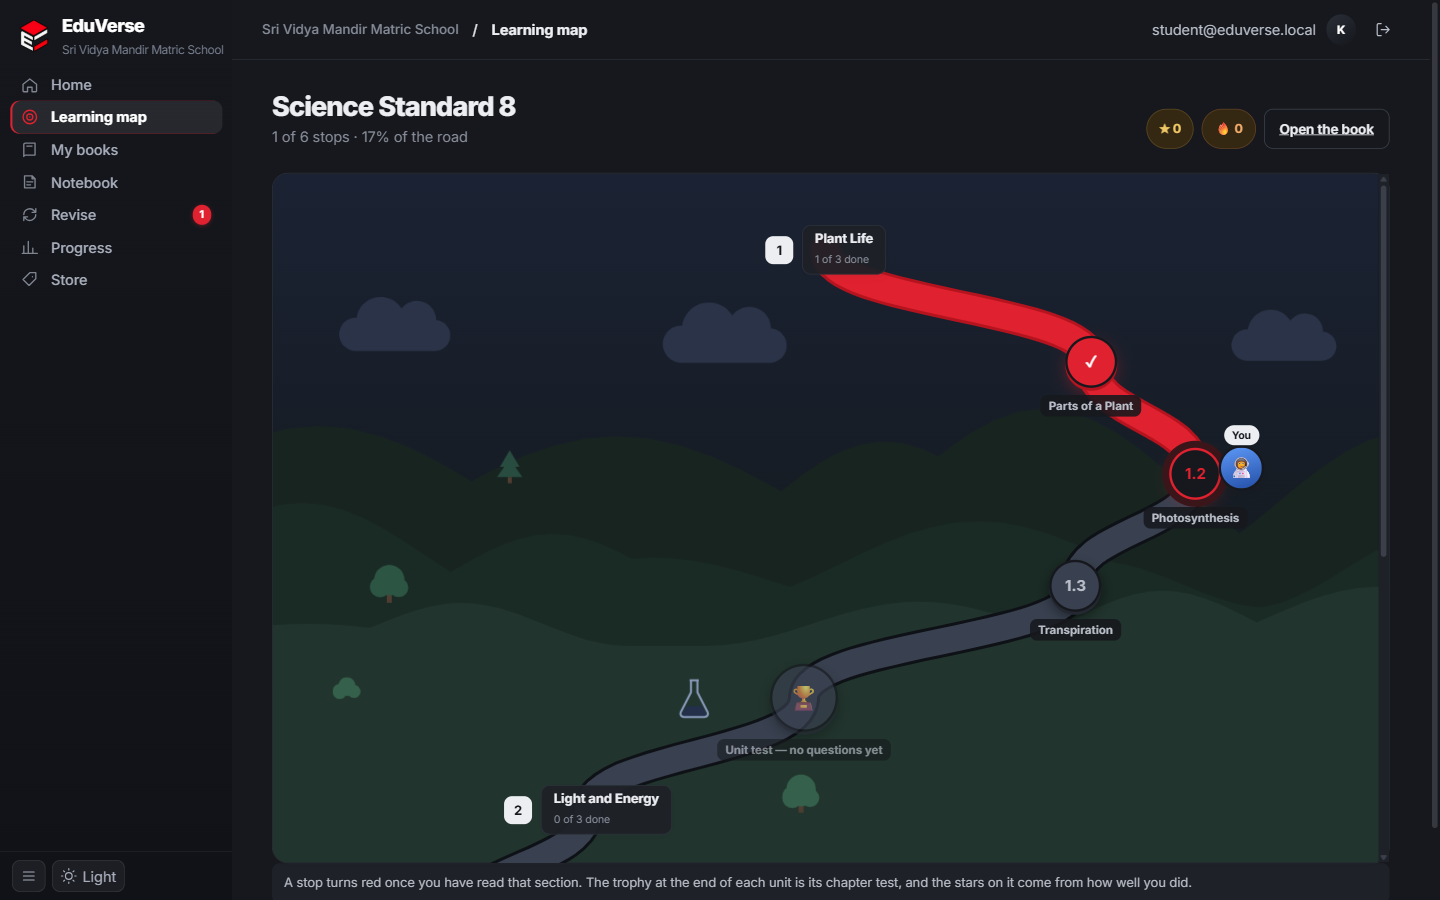 EduVerse
Sri Vidya Mandir Matric School
Home
Learning map
My books
Notebook
Revise
1
Progress
Store
Light
Sri Vidya Mandir Matric School / Learning map
student@eduverse.local
K
Science Standard 8
1 of 6 stops · 17% of the road
★ 0
0
Open the book
1
Plant Life
1 of 3 done
✓
Parts of a Plant
You
1.2
Photosynthesis
1.3
Transpiration
Unit test — no questions yet
2
Light and Energy
0 of 3 done
A stop turns red once you have read that section. The trophy at the end of each unit is its chapter test, and the stars on it come from how well you did.